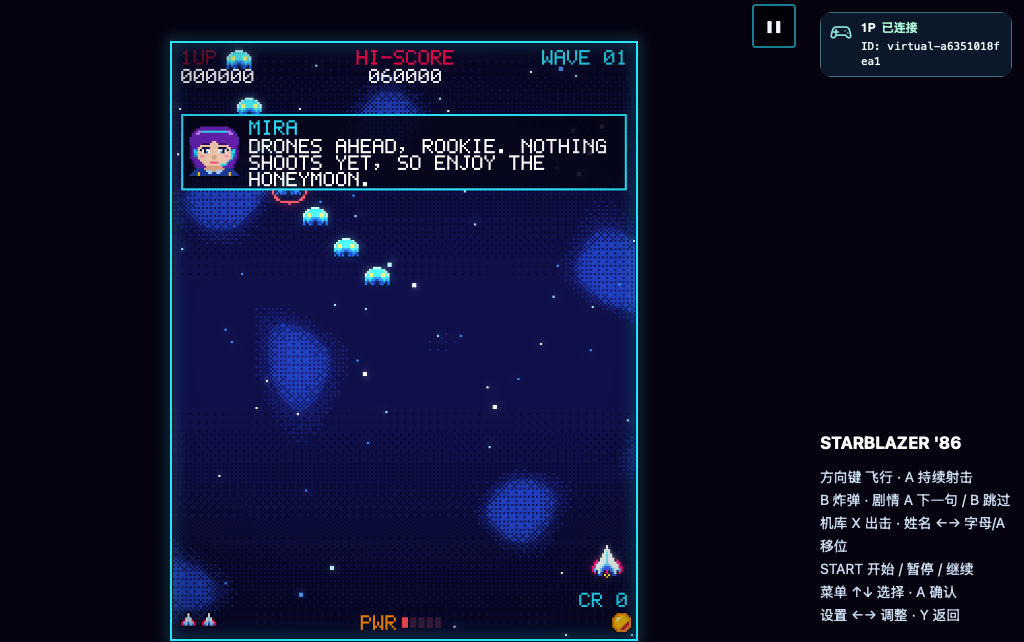 1P 已连接
ID: virtual-a6351018f
ea1
1UP HI-SCORE WAVE 01
000000 060000
MIRA
DRONES AHEAD, ROOKIE. NOTHING
SHOOTS YET, SO ENJOY THE
HONEYMOON.
CR 0
PWR
STARBLAZER '86
方向键 飞行 · A 持续射击
B 炸弹 · 剧情 A 下一句 / B 跳过
机库 X 出击 · 姓名 ←→ 字母/A
移位
START 开始 / 暂停 / 继续
菜单 ↑↓ 选择 · A 确认
设置 ←→ 调整 · Y 返回